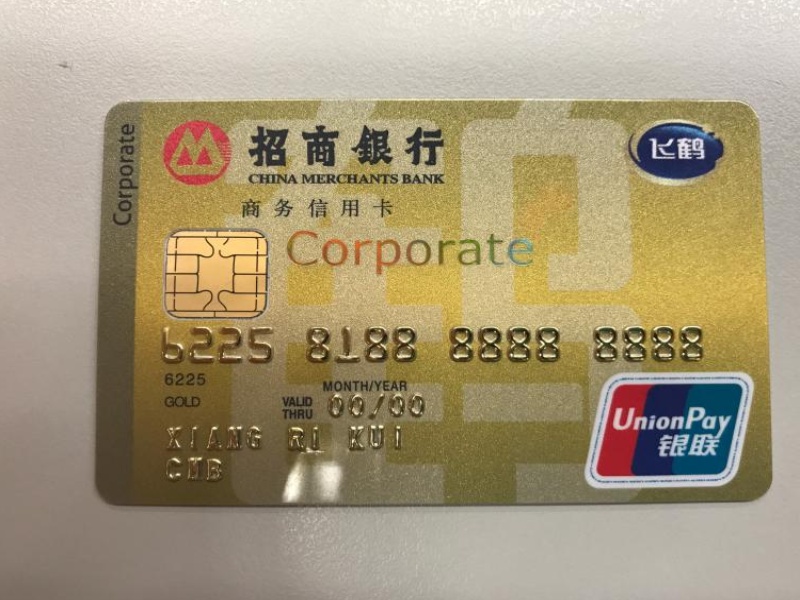 Corporate
招商銀行
CHINA MERCHANTS BANK
飞鹤
商务信用卡
Corporate
6225 8188 8888 8888
6225
MONTH/YEAR
GOLD
VALID THRU 00/00
XIANG RI KUI
CMB
UnionPay
银联